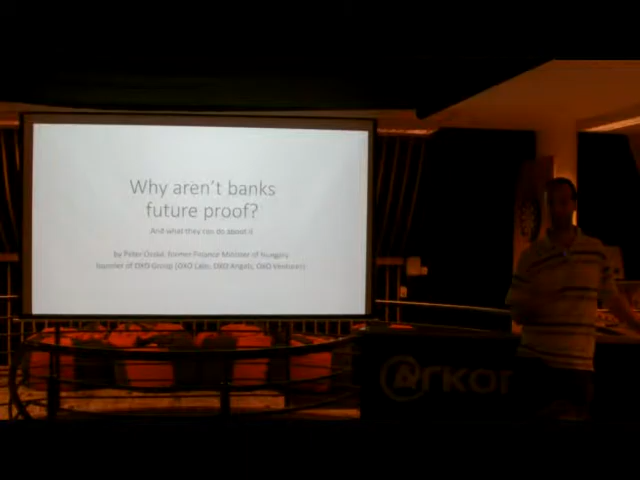 Why aren't banks
future proof?
And what they can do about it
by Peter Oszkó, former Finance Minister of Hungary
founder of OXO Group (OXO Labs, OXO Angels, OXO Ventures)